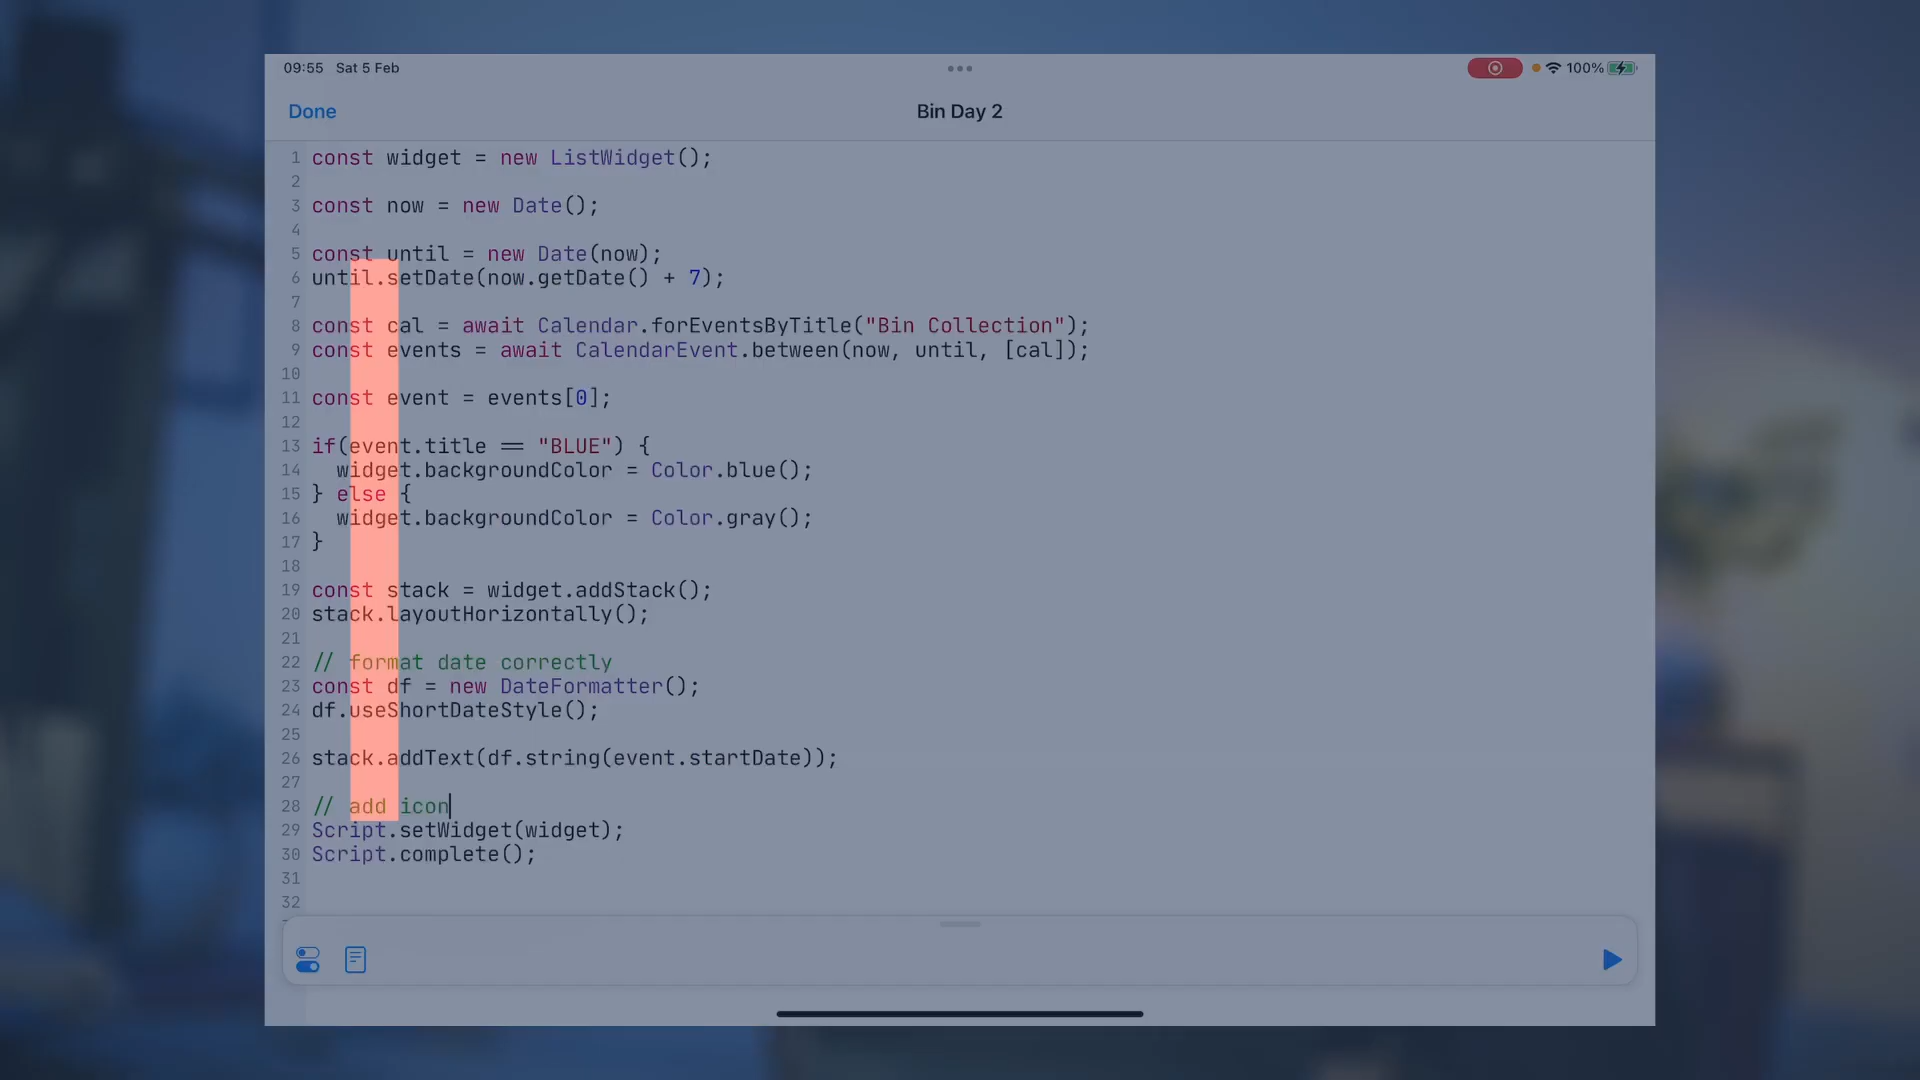 09:55 Sat 5 Feb
100%
Done
Bin Day 2
1 const widget = new ListWidget();
2
3 const now = new Date();
4
5 const until = new Date(now);
6 until.setDate(now.getDate() + 7);
7
8 const cal = await Calendar.forEventsByTitle("Bin Collection");
9 const events = await CalendarEvent.between(now, until, [cal]);
10
11 const event = events[0];
12
13 if(event.title == "BLUE") {
14   widget.backgroundColor = Color.blue();
15 } else {
16   widget.backgroundColor = Color.gray();
17 }
18
19 const stack = widget.addStack();
20 stack.layoutHorizontally();
21
22 // format date correctly
23 const df = new DateFormatter();
24 df.useShortDateStyle();
25
26 stack.addText(df.string(event.startDate));
27
28 // add icon
29 Script.setWidget(widget);
30 Script.complete();
31
32